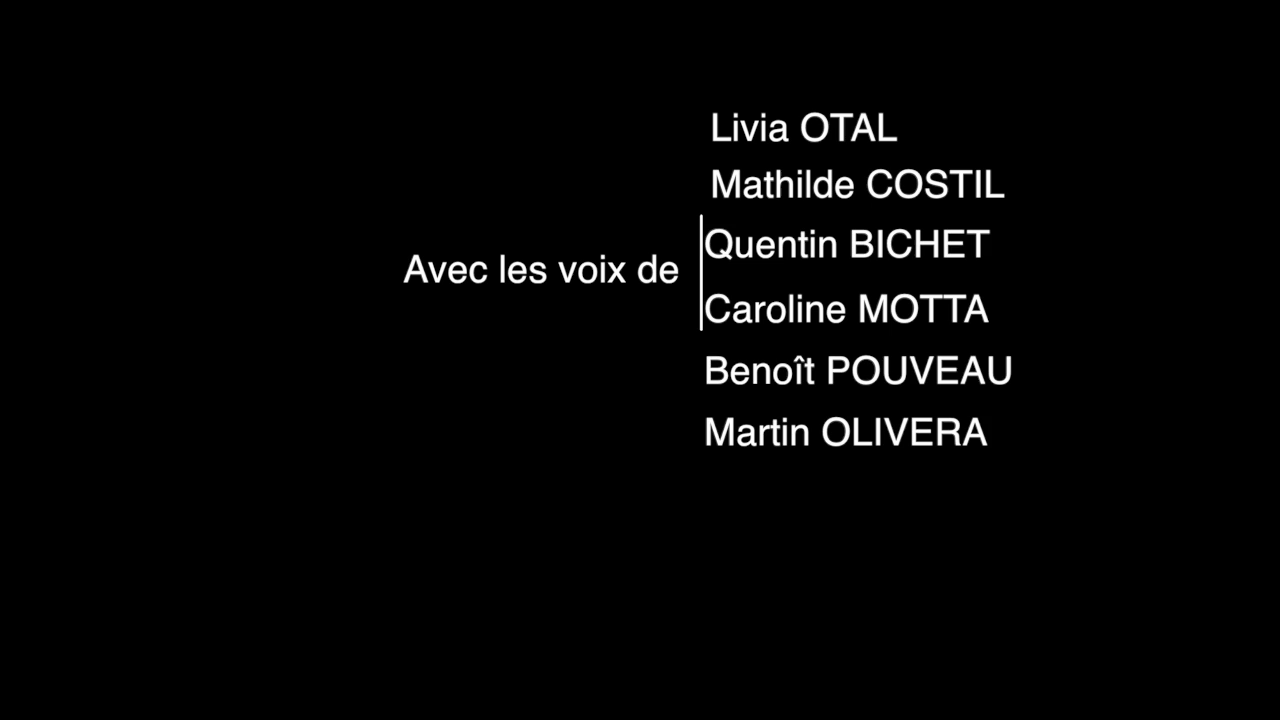 Livia OTAL
Mathilde COSTIL
Quentin BICHET
Avec les voix de
Caroline MOTTA
Benoît POUVEAU
Martin OLIVERA